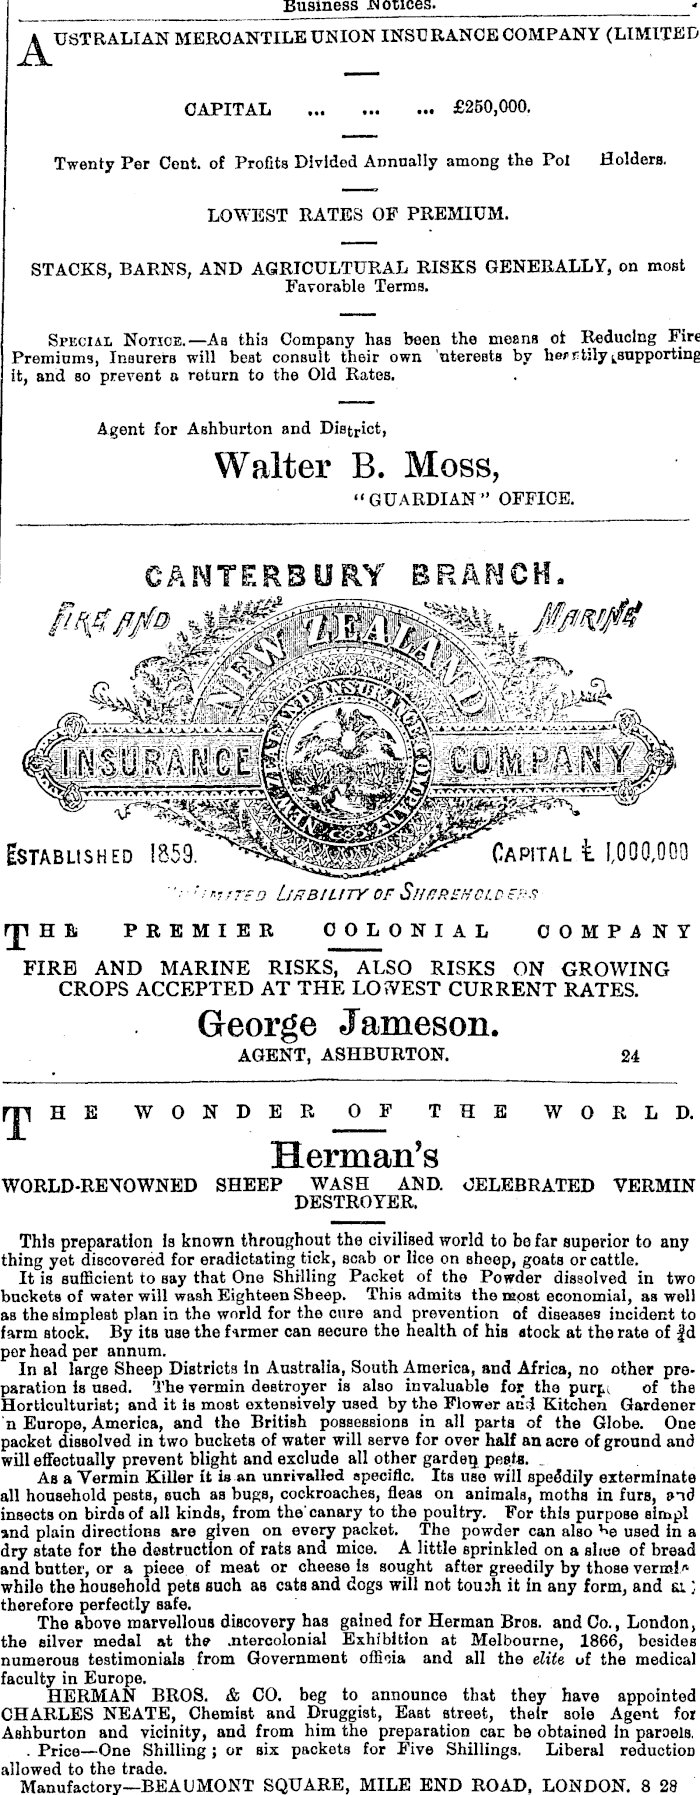 Business Notices.
AUSTRALIAN MERCANTILE UNION INSURANCE COMPANY (LIMITED
CAPITAL ... ... ... £250,000.
Twenty Per Cent. of Profits Divided Annually among the Pol Holders.
LOWEST RATES OF PREMIUM.
STACKS, BARNS, AND AGRICULTURAL RISKS GENERALLY, on most
Favorable Terms.
SPECIAL NOTICE.—As this Company has been the means of Reducing Fire
Premiums, Insurers will best consult their own nterests by heartily supporting
it, and so prevent a return to the Old Rates.
Agent for Ashburton and District,
Walter B. Moss,
"GUARDIAN" OFFICE.
CANTERBURY BRANCH.
FIRE AND MARINE
NEW ZEALAND
NEW ZEALAND INSURANCE COMPANY
INSURANCE COMPANY
ESTABLISHED 1859. CAPITAL £ 1,000,000
UNLIMITED LIABILITY OF SHAREHOLDERS
THE PREMIER COLONIAL COMPANY
FIRE AND MARINE RISKS, ALSO RISKS ON GROWING
CROPS ACCEPTED AT THE LOWEST CURRENT RATES.
George Jameson.
AGENT, ASHBURTON. 24
THE WONDER OF THE WORLD.
Herman's
WORLD-RENOWNED SHEEP WASH AND CELEBRATED VERMIN
DESTROYER.
This preparation is known throughout the civilised world to be far superior to any
thing yet discovered for eradictating tick, scab or lice on sheep, goats or cattle.
It is sufficient to say that One Shilling Packet of the Powder dissolved in two
buckets of water will wash Eighteen Sheep. This admits the most economial, as well
as the simplest plan in the world for the cure and prevention of diseases incident to
farm stock. By its use the farmer can secure the health of his stock at the rate of ¾d
per head per annum.
In al large Sheep Districts in Australia, South America, and Africa, no other pre-
paration is used. The vermin destroyer is also invaluable for the purp of the
Horticulturist; and it is most extensively used by the Flower and Kitchen Gardener
n Europe, America, and the British possessions in all parts of the Globe. One
packet dissolved in two buckets of water will serve for over half an acre of ground and
will effectually prevent blight and exclude all other garden pests.
As a Vermin Killer it is an unrivalled specific. Its use will speedily exterminate
all household pests, such as bugs, cockroaches, fleas on animals, moths in furs, and
insects on birds of all kinds, from the canary to the poultry. For this purpose simpl
and plain directions are given on every packet. The powder can also be used in a
dry state for the destruction of rats and mice. A little sprinkled on a slice of bread
and butter, or a piece of meat or cheese is sought after greedily by those vermin
while the household pets such as cats and dogs will not touch it in any form, and
therefore perfectly safe.
The above marvellous discovery has gained for Herman Bros. and Co., London,
the silver medal at the ntercolonial Exhibition at Melbourne, 1866, besides
numerous testimonials from Government officia and all the elite of the medical
faculty in Europe.
HERMAN BROS. & CO. beg to announce that they have appointed
CHARLES NEATE, Chemist and Druggist, East street, their sole Agent for
Ashburton and vicinity, and from him the preparation can be obtained in parcels.
Price—One Shilling; or six packets for Five Shillings. Liberal reduction
allowed to the trade.
Manufactory—BEAUMONT SQUARE, MILE END ROAD, LONDON. 8 28